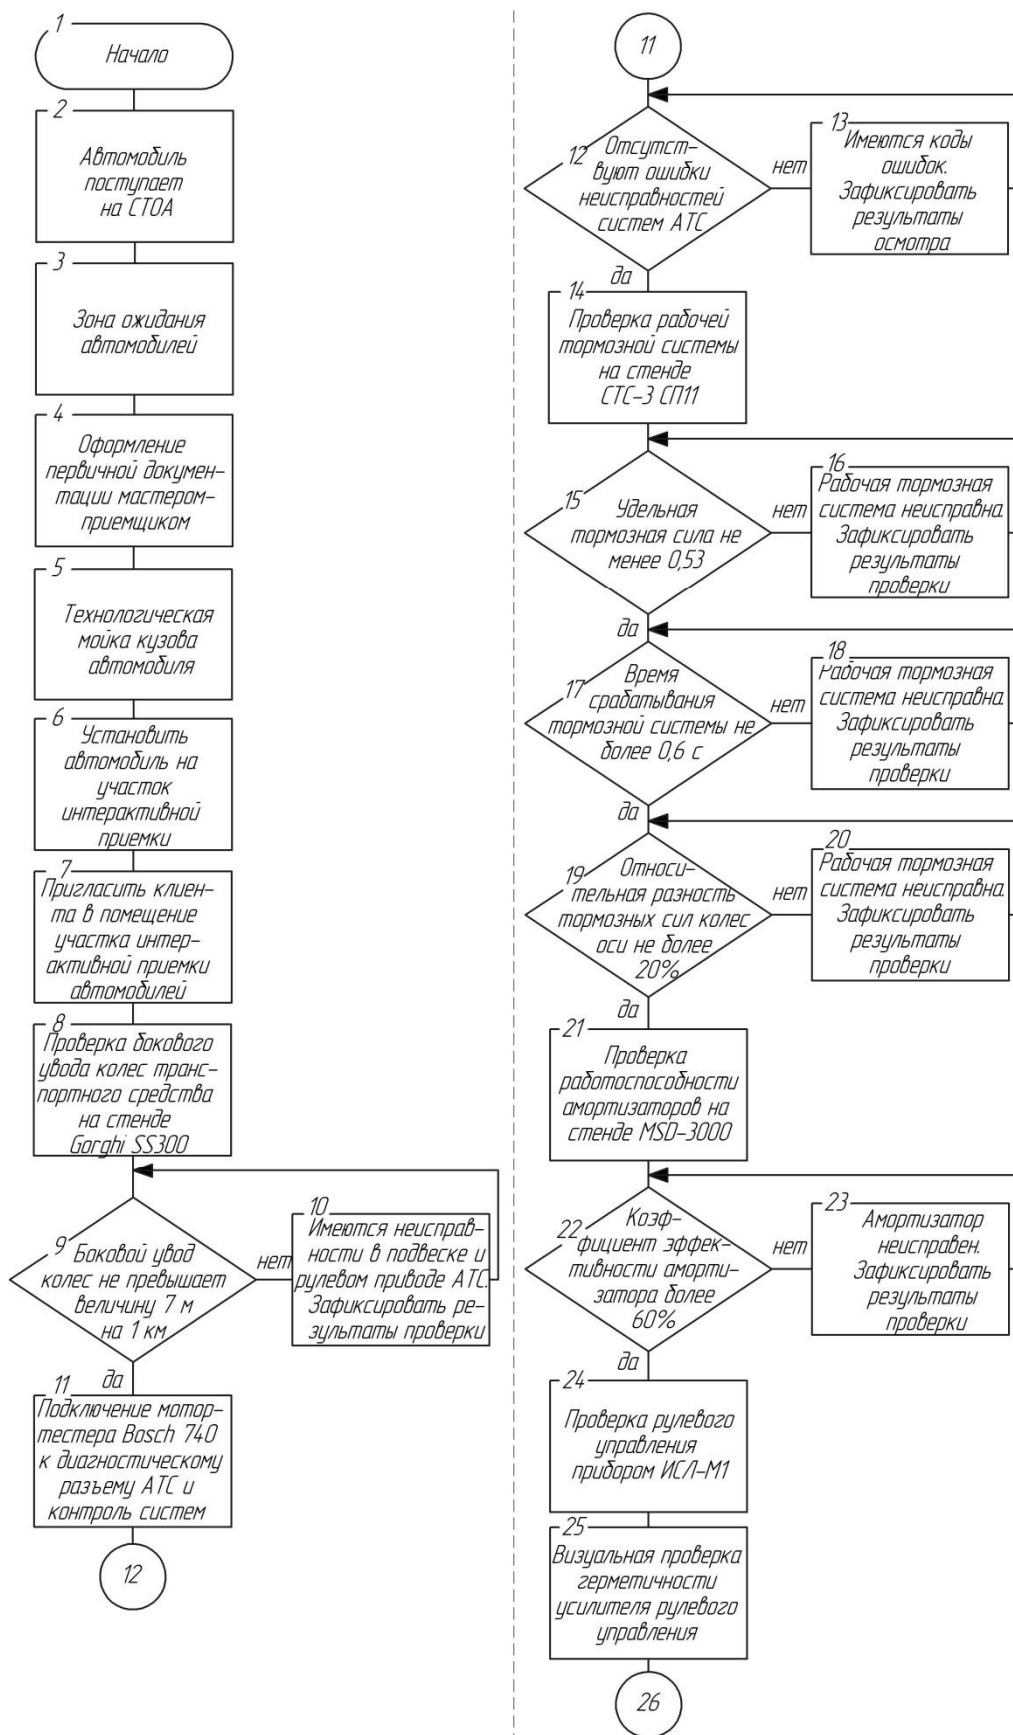 1
Начало
2
Автомобиль
поступает
на СТОА
3
Зона ожидания
автомобилей
4
Оформление
первичной докумен-
тации мастером-
приемщиком
5
Технологическая
мойка кузова
автомобиля
6
Установить
автомобиль на
участок
интерактивной
приемки
7
Пригласить клиен-
та в помещение
участка интер-
активной приемки
автомобилей
8
Проверка бокового
увода колес транс-
портного средства
на стенде
Gorghi SS300
9
Боковой увод
колес не превышает
величину 7 м
на 1 км
нет
10
Имеются неисправ-
ности в подвеске и
рулевом приводе АТС.
Зафиксировать ре-
зультаты проверки
да
11
Подключение мотор-
тестера Bosch 740
к диагностическому
разъему АТС и
контроль систем
12
11
12
Отсутст-
вуют ошибки
неисправностей
систем АТС
нет
13
Имеются коды
ошибок.
Зафиксировать
результаты
осмотра
да
14
Проверка рабочей
тормозной системы
на стенде
СТС-3 СП11
15
Удельная
тормозная сила не
менее 0,53
нет
16
Рабочая тормозная
система неисправна.
Зафиксировать
результаты
проверки
да
17
Время
срабатывания
тормозной системы не
более 0,6 с
нет
18
Рабочая тормозная
система неисправна.
Зафиксировать
результаты
проверки
да
19
Относи-
тельная разность
тормозных сил колес
оси не более
20%
нет
20
Рабочая тормозная
система неисправна.
Зафиксировать
результаты
проверки
да
21
Проверка
работоспособности
амортизаторов на
стенде MSD-3000
22
Коэф-
фициент эффек-
тивности аморти-
затора более
60%
нет
23
Амортизатор
неисправен.
Зафиксировать
результаты
проверки
да
24
Проверка рулевого
управления
прибором ИСЛ-М1
25
Визуальная проверка
герметичности
усилителя рулевого
управления
26